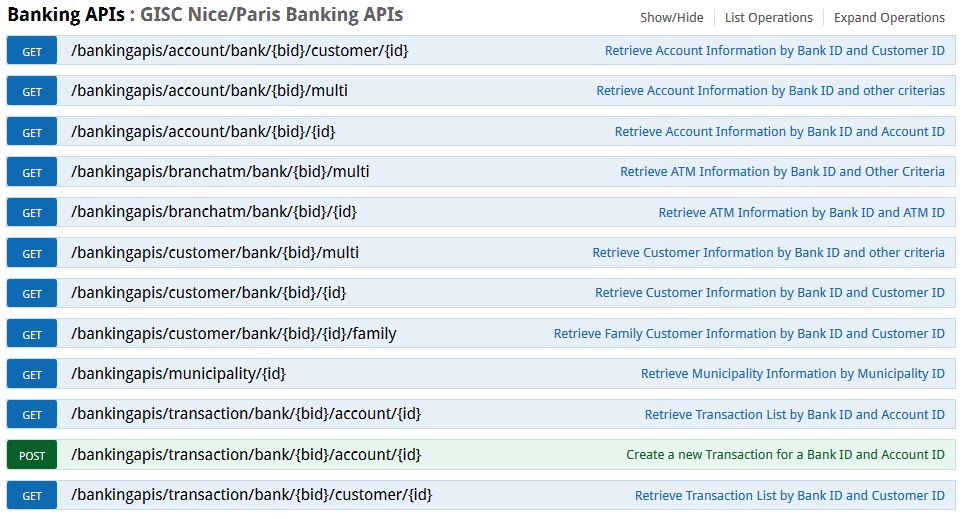 Banking APIs : GISC Nice/Paris Banking APIs Show/Hide List Operations Expand Operations
GET /bankingapis/account/bank/{bid}/customer/{id} Retrieve Account Information by Bank ID and Customer ID
GET /bankingapis/account/bank/{bid}/multi Retrieve Account Information by Bank ID and other criterias
GET /bankingapis/account/bank/{bid}/{id} Retrieve Account Information by Bank ID and Account ID
GET /bankingapis/branchatm/bank/{bid}/multi Retrieve ATM Information by Bank ID and Other Criteria
GET /bankingapis/branchatm/bank/{bid}/{id} Retrieve ATM Information by Bank ID and ATM ID
GET /bankingapis/customer/bank/{bid}/multi Retrieve Customer Information by Bank ID and other criteria
GET /bankingapis/customer/bank/{bid}/{id} Retrieve Customer Information by Bank ID and Customer ID
GET /bankingapis/customer/bank/{bid}/{id}/family Retrieve Family Customer Information by Bank ID and Customer ID
GET /bankingapis/municipality/{id} Retrieve Municipality Information by Municipality ID
GET /bankingapis/transaction/bank/{bid}/account/{id} Retrieve Transaction List by Bank ID and Account ID
POST /bankingapis/transaction/bank/{bid}/account/{id} Create a new Transaction for a Bank ID and Account ID
GET /bankingapis/transaction/bank/{bid}/customer/{id} Retrieve Transaction List by Bank ID and Customer ID